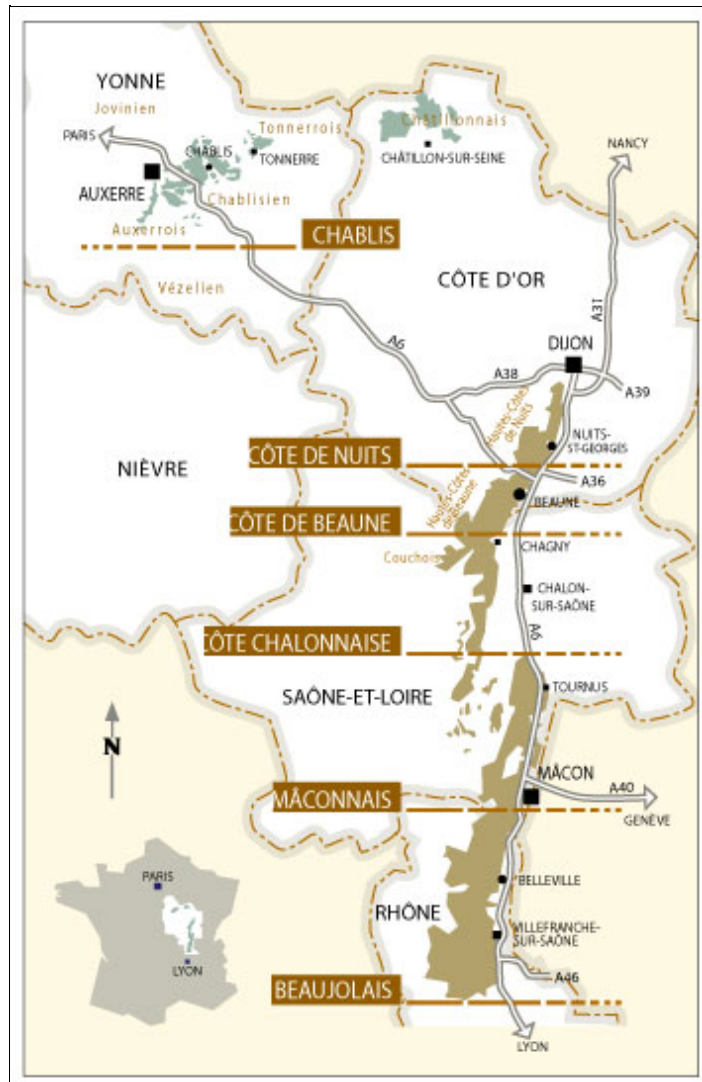 YONNE
Jovinien
PARIS
Tonnerrois
CHABLIS
TONNERRE
AUXERRE
Chablisien
Auxerrois
CHABLIS
Vézelien
Châtillonnais
CHÂTILLON-SUR-SEINE
NANCY
CÔTE D'OR
A31
A6
DIJON
A38
A39
Hautes-Côtes
de Nuits
NUITS-
ST-GEORGES
CÔTE DE NUITS
A36
NIÈVRE
Hautes-Côtes
de Beaune
BEAUNE
CÔTE DE BEAUNE
CHAGNY
Couchois
CHALON-
SUR-SAÔNE
A6
CÔTE CHALONNAISE
TOURNUS
SAÔNE-ET-LOIRE
N
MÂCON
A40
GENÈVE
MÂCONNAIS
PARIS
LYON
BELLEVILLE
RHÔNE
VILLEFRANCHE-
SUR-SAÔNE
A46
BEAUJOLAIS
LYON